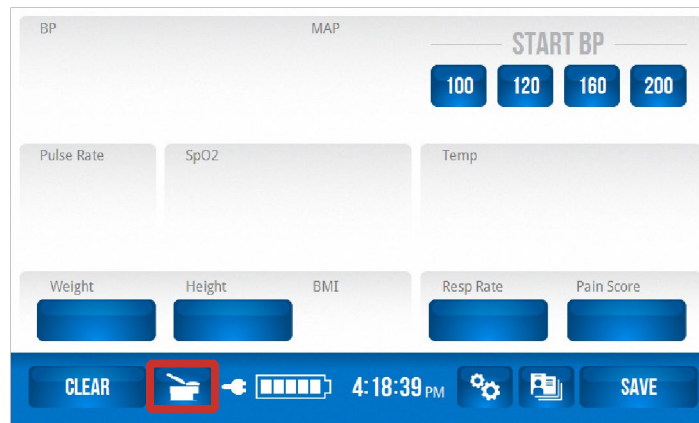 BP MAP START BP
100 120 160 200
Pulse Rate SpO2 Temp
Weight Height BMI Resp Rate Pain Score
CLEAR 4:18:39 PM SAVE